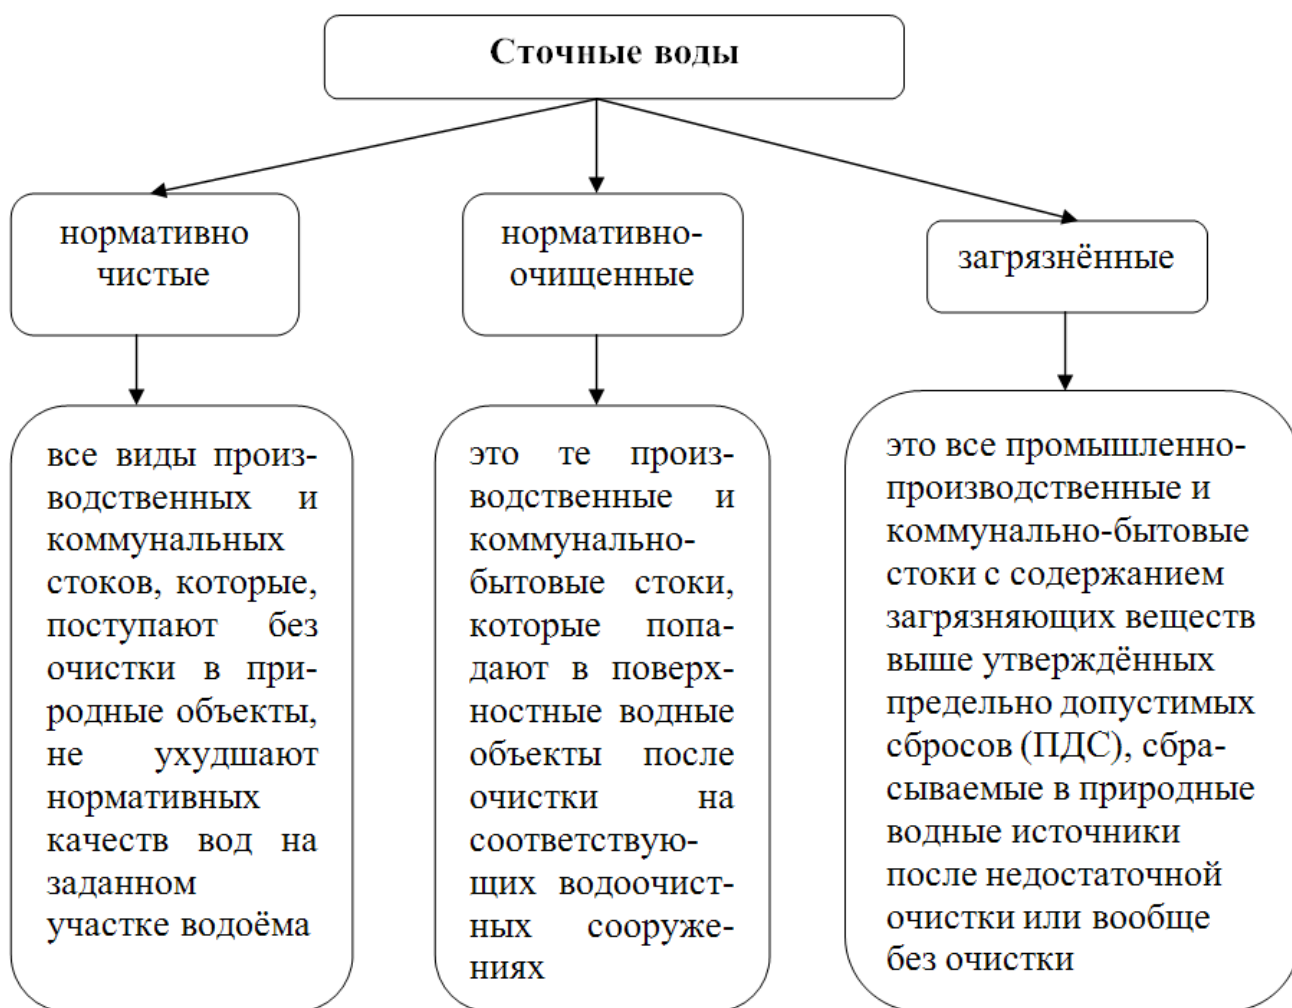 Сточные воды
нормативно
чистые
нормативно-
очищенные
загрязнённые
все виды произ-
водственных и
коммунальных
стоков, которые,
поступают без
очистки в при-
родные объекты,
не ухудшают
нормативных
качеств вод на
заданном
участке водоёма
это те произ-
водственные и
коммунально-
бытовые стоки,
которые попа-
дают в поверх-
ностные водные
объекты после
очистки на
соответствую-
щих водоочист-
ных сооруже-
ниях
это все промышленно-
производственные и
коммунально-бытовые
стоки с содержанием
загрязняющих веществ
выше утверждённых
предельно допустимых
сбросов (ПДС), сбра-
сываемые в природные
водные источники
после недостаточной
очистки или вообще
без очистки